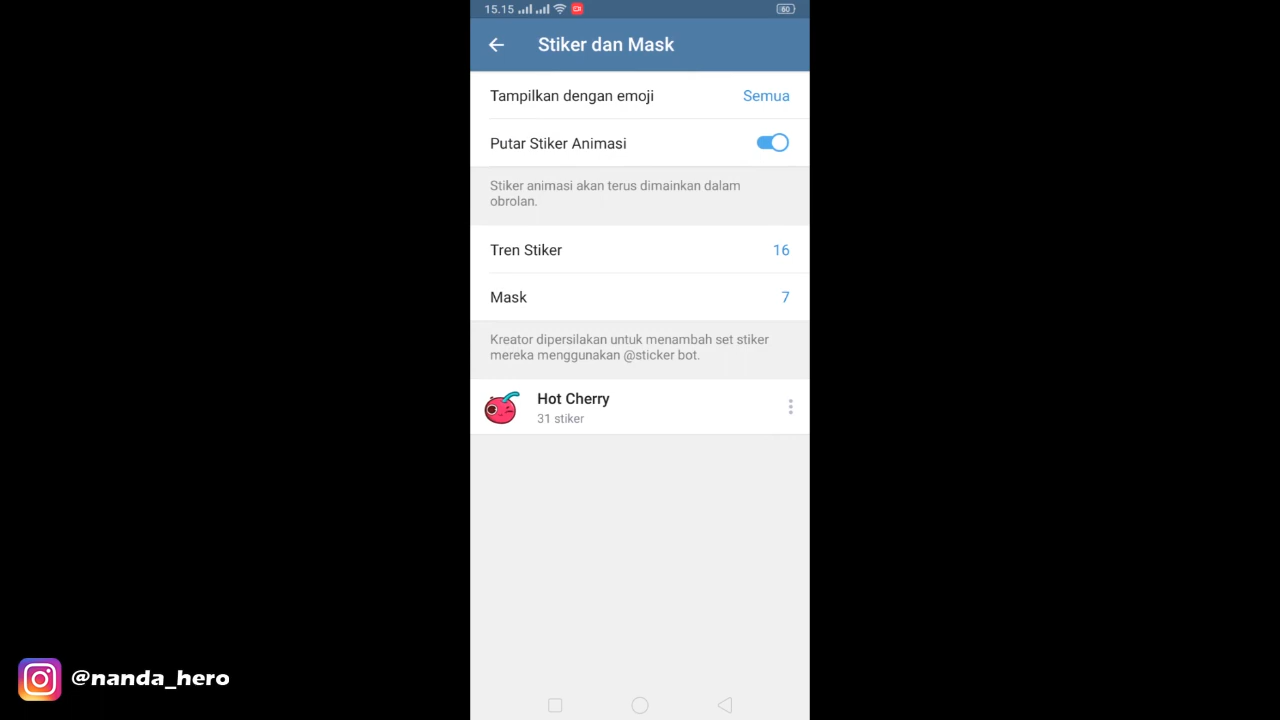 15.15
60
Stiker dan Mask
Tampilkan dengan emoji Semua
Putar Stiker Animasi
Stiker animasi akan terus dimainkan dalam
obrolan.
Tren Stiker 16
Mask 7
Kreator dipersilakan untuk menambah set stiker
mereka menggunakan @sticker bot.
Hot Cherry
31 stiker
@nanda_hero